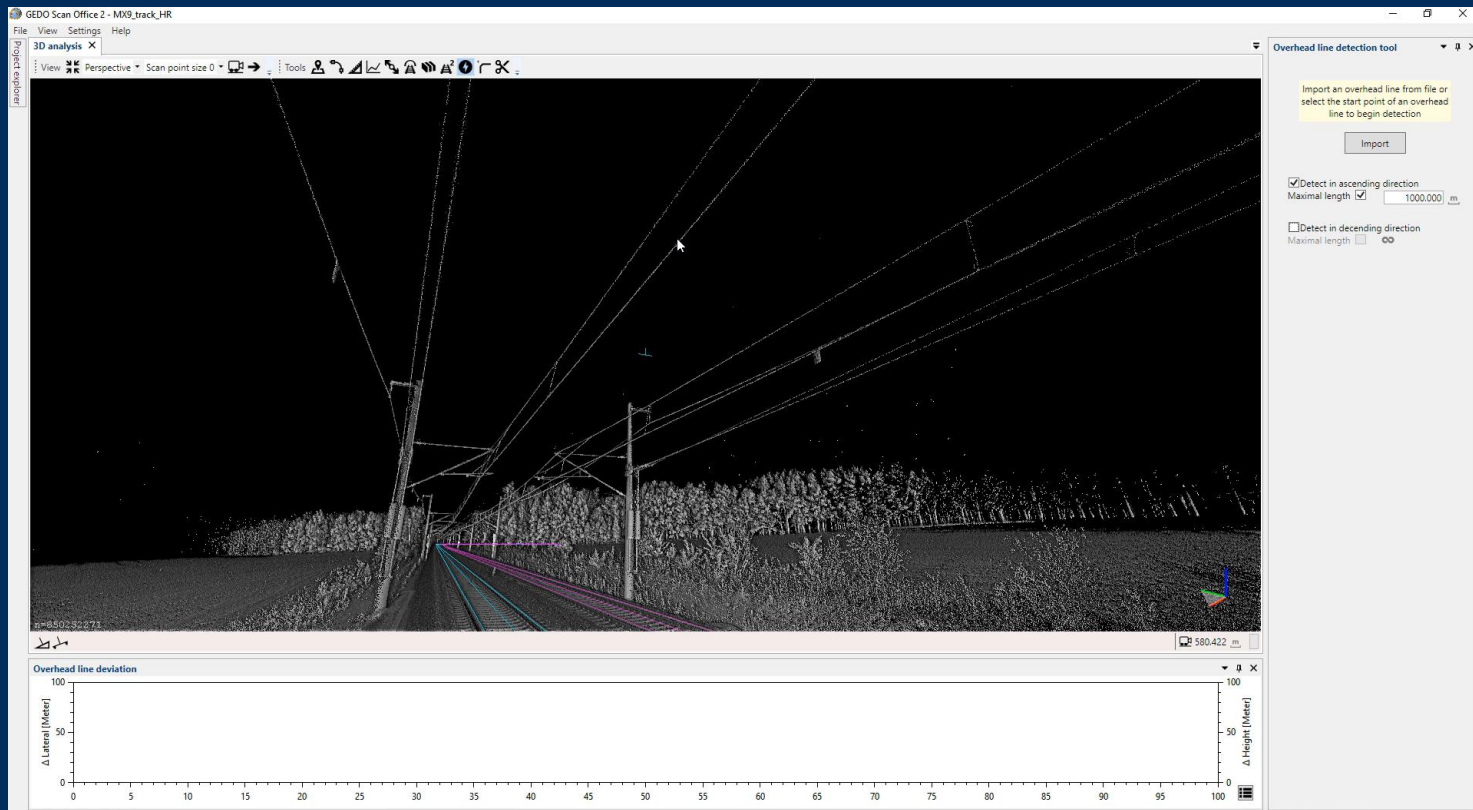 GEDO Scan Office 2 - MX9_track_HR
File View Settings Help
Project explorer
3D analysis
View Perspective Scan point size 0 Tools
n=850252271
580.422 m
Overhead line detection tool
Import an overhead line from file or
select the start point of an overhead
line to begin detection
Import
Detect in ascending direction
Maximal length 1000.000 m
Detect in decending direction
Maximal length ∞
Overhead line deviation
Δ Lateral [Meter]
100
50
0
0 5 10 15 20 25 30 35 40 45 50 55 60 65 70 75 80 85 90 95 100
100
50
0
Δ Height [Meter]